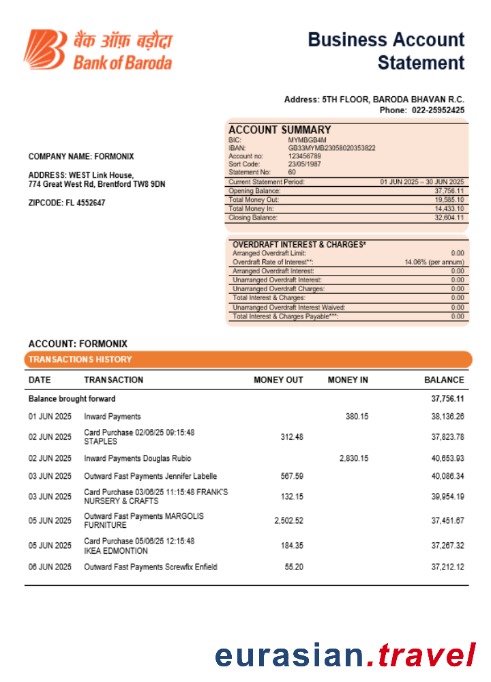 बैंक ऑफ़ बड़ौदा
Bank of Baroda
Business Account
Statement
Address: 5TH FLOOR, BARODA BHAVAN R.C.
Phone: 022-25952425
COMPANY NAME: FORMONIX
ADDRESS: WEST Link House,
774 Great West Rd, Brentford TW8 9DN
ZIPCODE: FL 4552647
ACCOUNT SUMMARY
BIC: MYMBGB4M
IBAN: GB33MYMB23058020353822
Account no: 123456789
Sort Code: 23/05/1987
Statement No: 60
Current Statement Period: 01 JUN 2025 – 30 JUN 2025
Opening Balance: 37,756.11
Total Money Out: 19,585.10
Total Money In: 14,433.10
Closing Balance: 32,604.11
OVERDRAFT INTEREST & CHARGES*
Arranged Overdraft Limit: 0.00
Overdraft Rate of Interest**: 14.06% (per annum)
Arranged Overdraft Interest: 0.00
Unarranged Overdraft Interest: 0.00
Unarranged Overdraft Charges: 0.00
Total Interest & Charges: 0.00
Unarranged Overdraft Interest Waived: 0.00
Total Interest & Charges Payable***: 0.00
ACCOUNT: FORMONIX
TRANSACTIONS HISTORY
DATE TRANSACTION MONEY OUT MONEY IN BALANCE
Balance brought forward 37,756.11
01 JUN 2025 Inward Payments 380.15 38,136.26
02 JUN 2025 Card Purchase 02/06/25 09:15:48 312.48 37,823.78
STAPLES
02 JUN 2025 Inward Payments Douglas Rubio 2,830.15 40,653.93
03 JUN 2025 Outward Fast Payments Jennifer Labelle 567.59 40,086.34
03 JUN 2025 Card Purchase 03/06/25 11:15:48 FRANK'S 132.15 39,954.19
NURSERY & CRAFTS
05 JUN 2025 Outward Fast Payments MARGOLIS 2,502.52 37,451.67
FURNITURE
05 JUN 2025 Card Purchase 05/06/25 12:15:48 184.35 37,267.32
IKEA EDMONTION
06 JUN 2025 Outward Fast Payments Screwfix Enfield 55.20 37,212.12
eurasian.travel